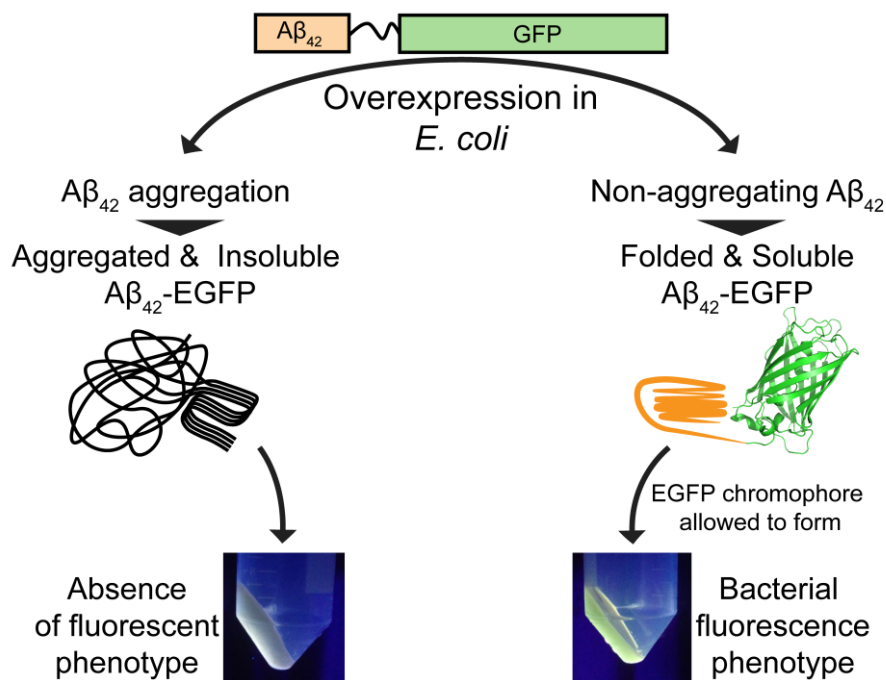 Aβ₄₂
GFP
Overexpression in
E. coli
Aβ₄₂ aggregation
Aggregated & Insoluble
Aβ₄₂-EGFP
Non-aggregating Aβ₄₂
Folded & Soluble
Aβ₄₂-EGFP
EGFP chromophore
allowed to form
Absence
of fluorescent
phenotype
Bacterial
fluorescence
phenotype